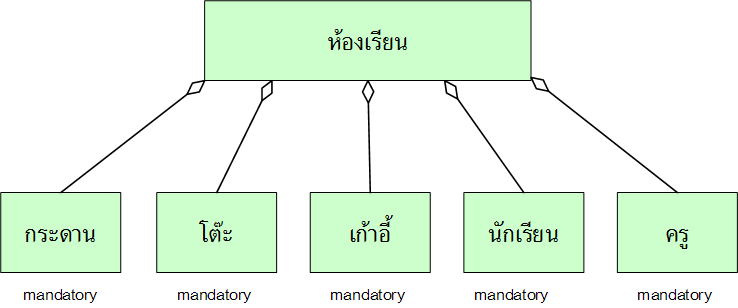 ห้องเรียน
กระดาน
โต๊ะ
เก้าอี้
นักเรียน
ครู
mandatory
mandatory
mandatory
mandatory
mandatory